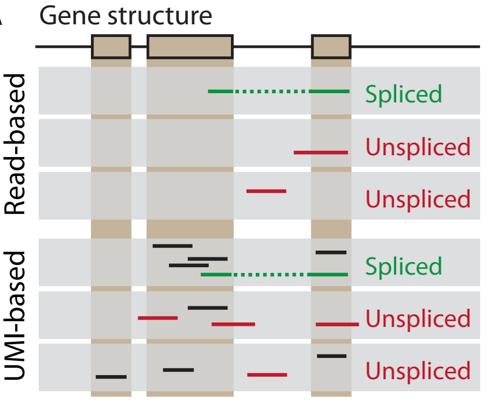 Gene structure
Read-based
Spliced
Unspliced
Unspliced
UMI-based
Spliced
Unspliced
Unspliced